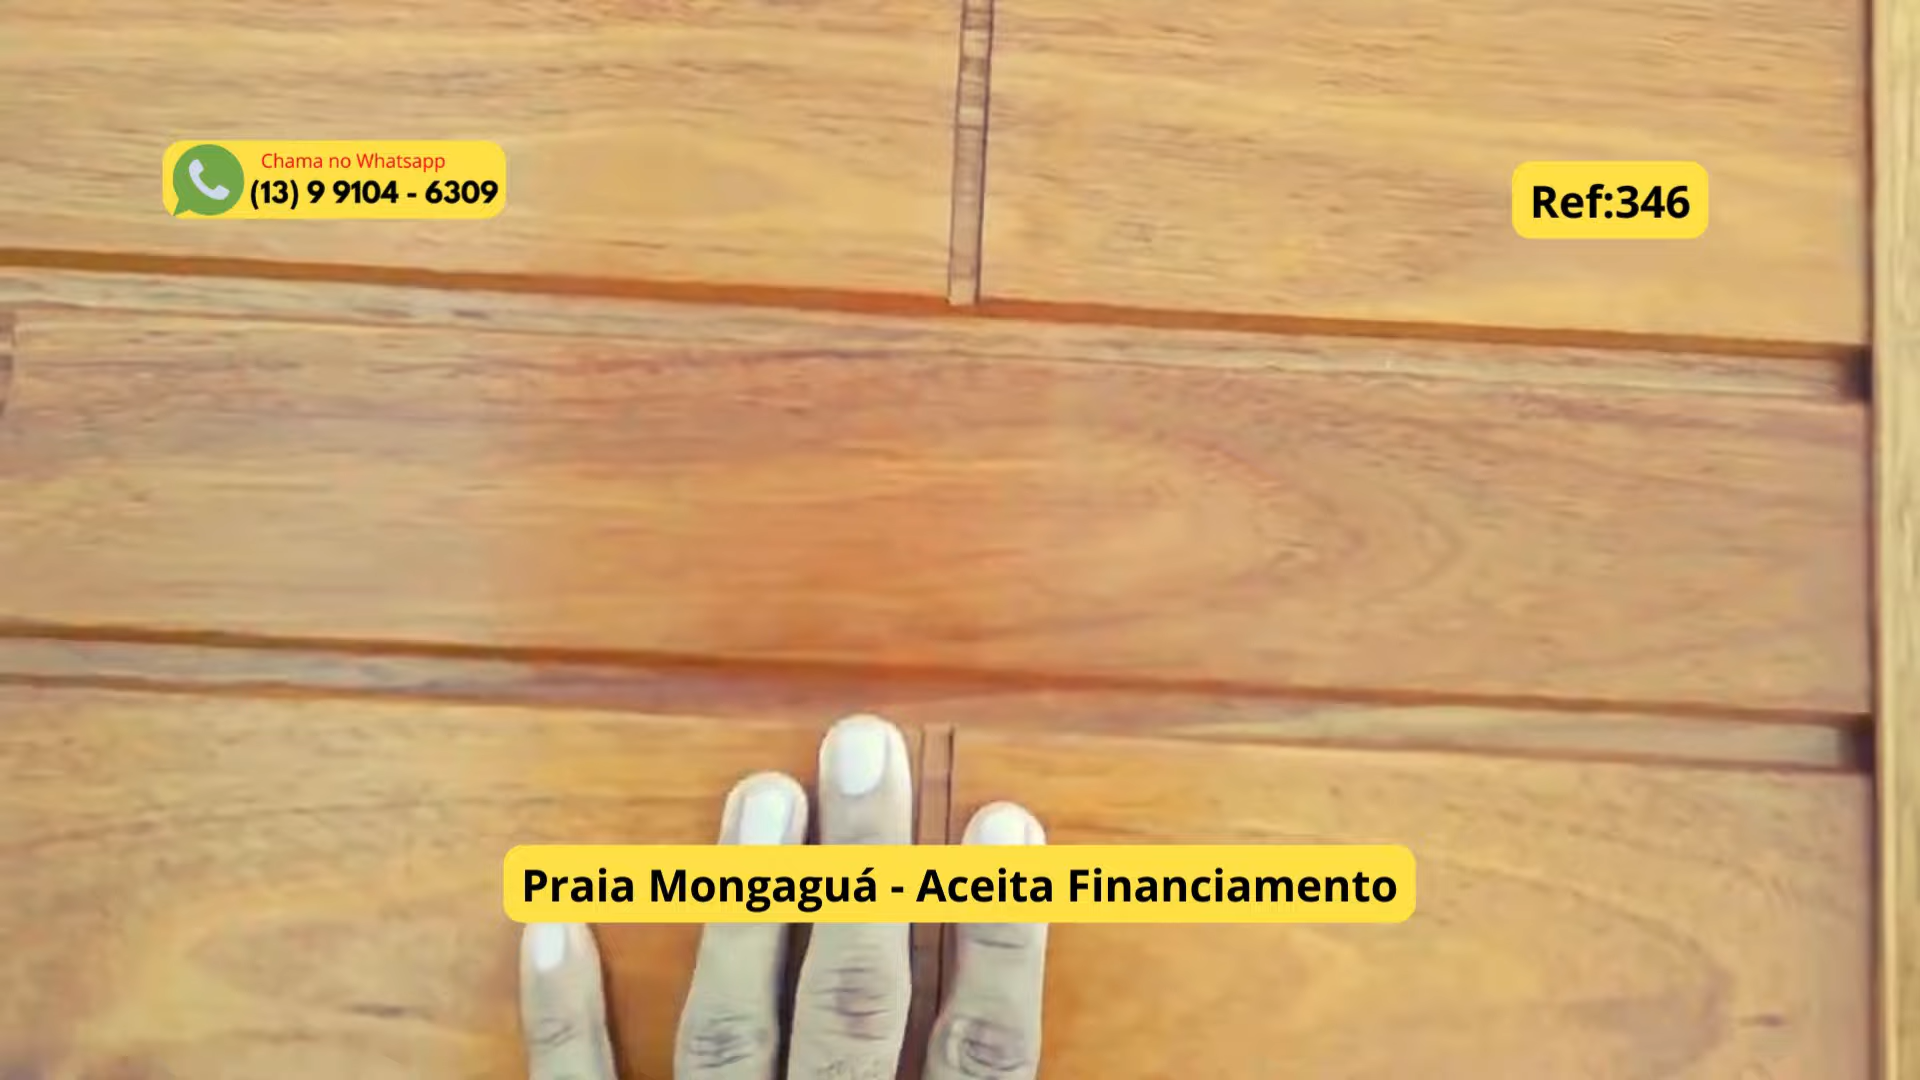 Chama no Whatsapp
(13) 9 9104 - 6309
Ref:346
Praia Mongaguá - Aceita Financiamento